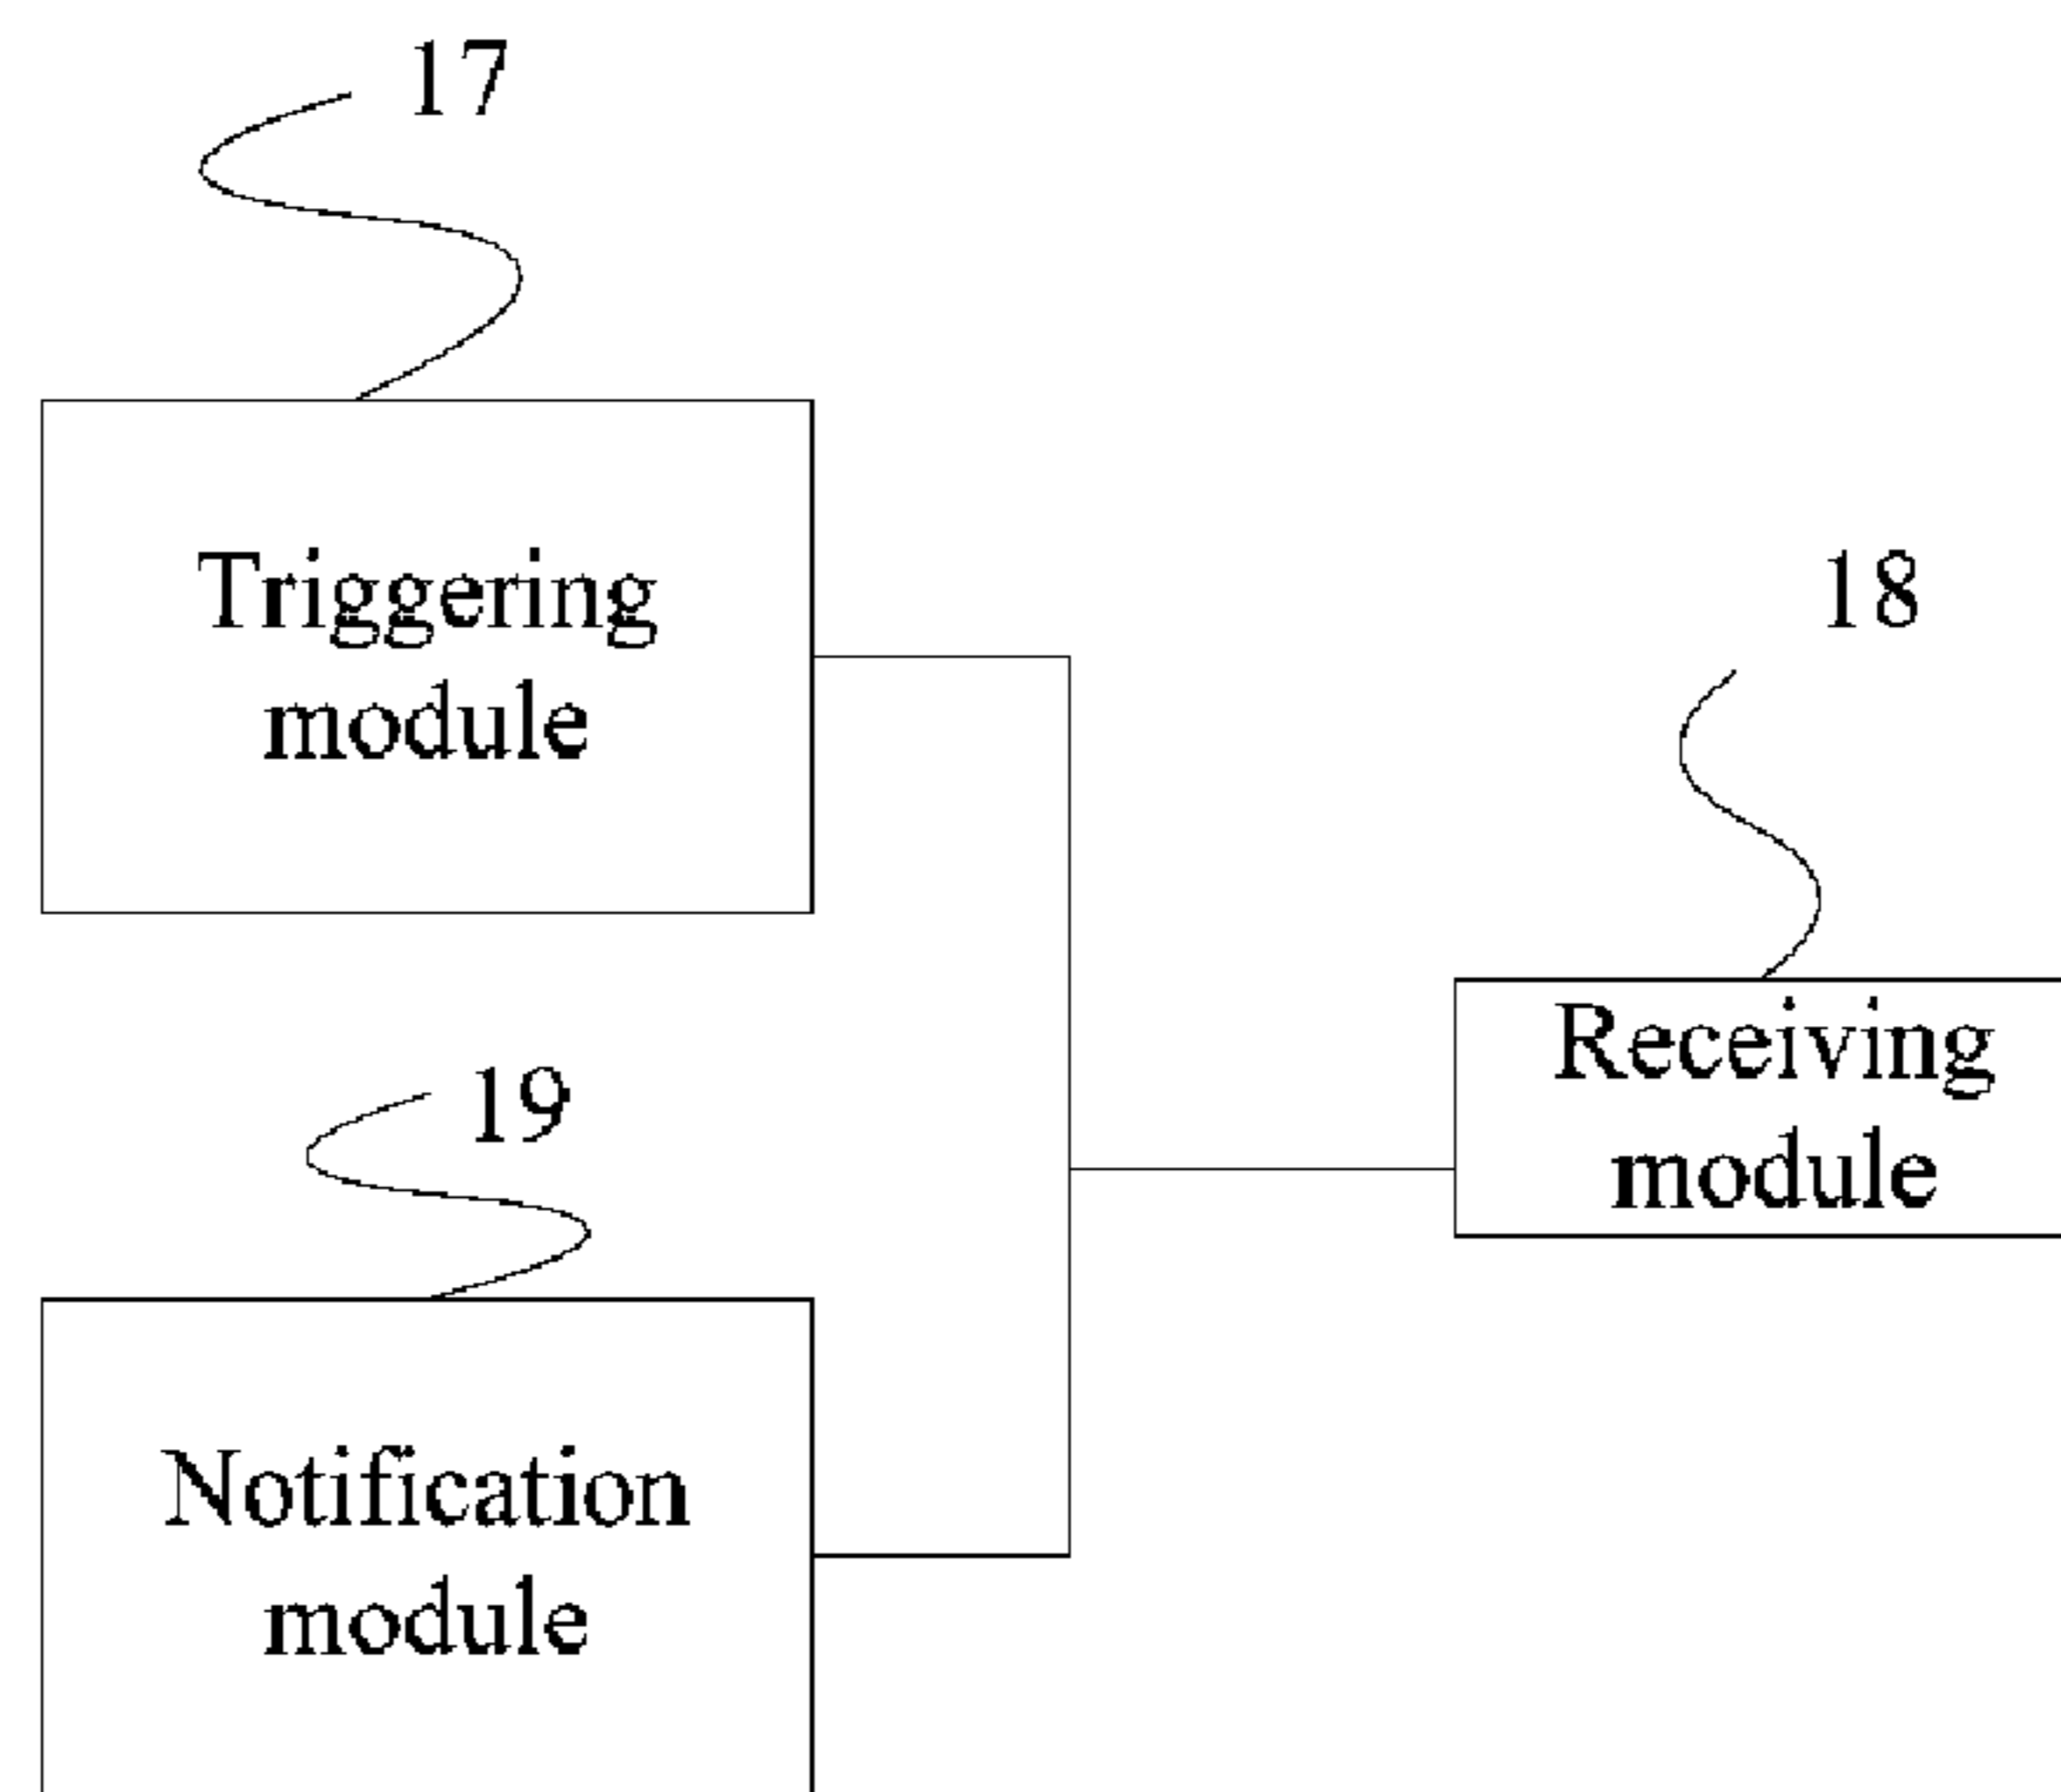 17
Triggering
module
18
Receiving
module
19
Notification
module